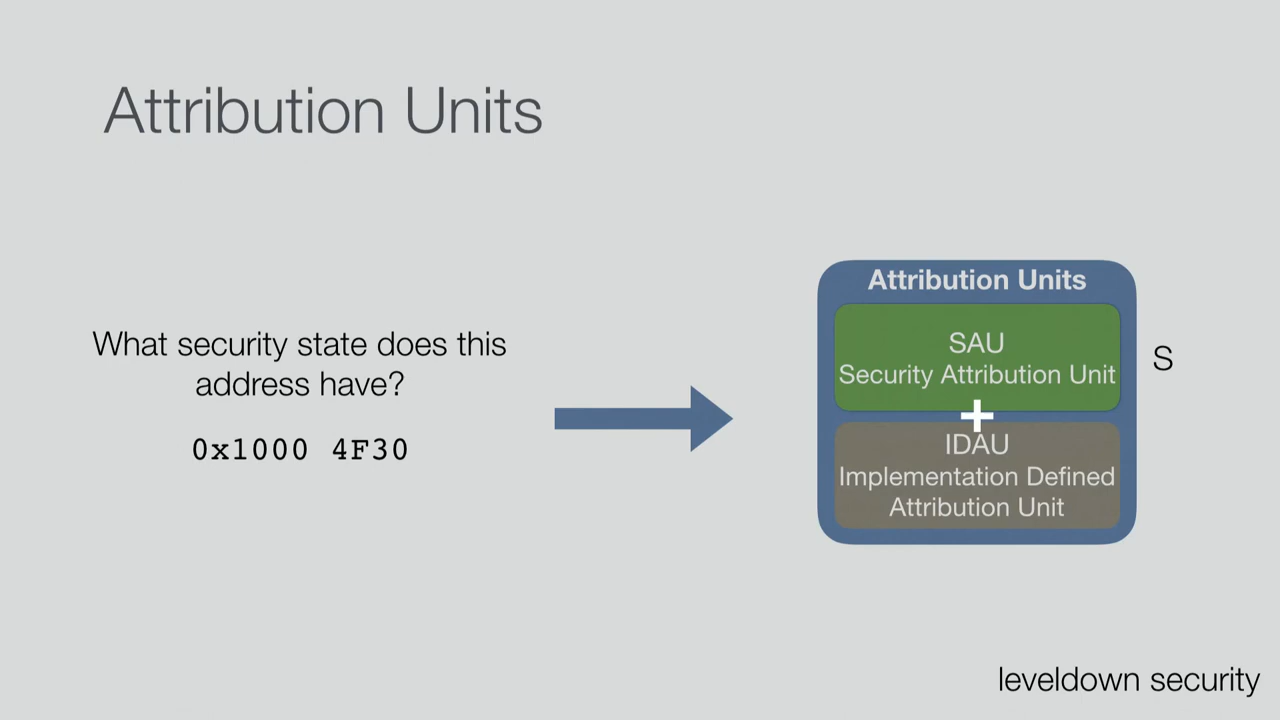 Attribution Units
What security state does this
address have?
0x1000 4F30
Attribution Units
SAU
Security Attribution Unit
+
IDAU
Implementation Defined
Attribution Unit
S
leveldown security